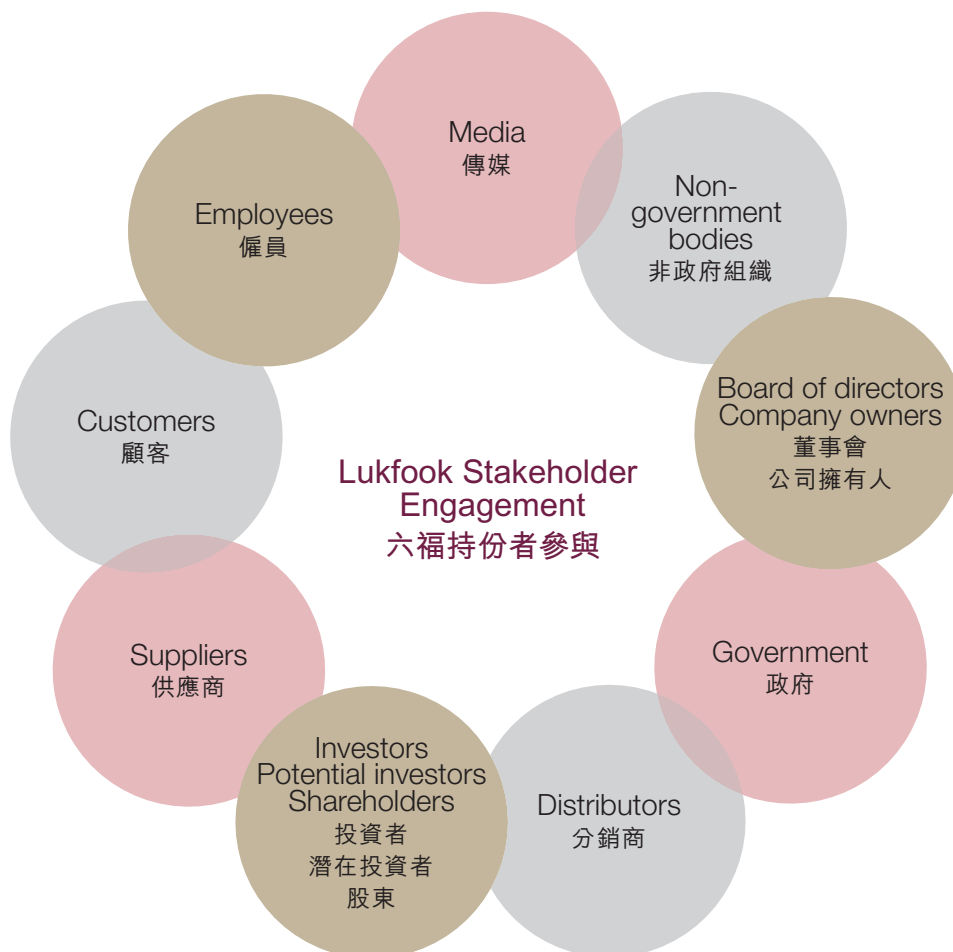 Media
傳媒
Non-
government
bodies
非政府組織
Board of directors
Company owners
董事會
公司擁有人
Government
政府
Distributors
分銷商
Investors
Potential investors
Shareholders
投資者
潛在投資者
股東
Suppliers
供應商
Customers
顧客
Employees
僱員
Lukfook Stakeholder
Engagement
六福持份者參與